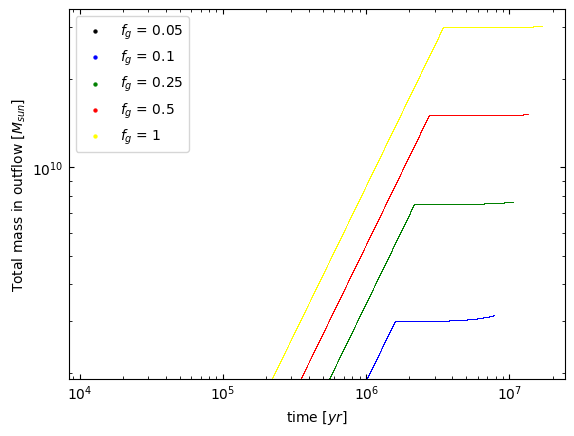 f_g = 0.05
f_g = 0.1
f_g = 0.25
f_g = 0.5
f_g = 1
Total mass in outflow [M_sun]
10^10
10^4 10^5 10^6 10^7
time [yr]